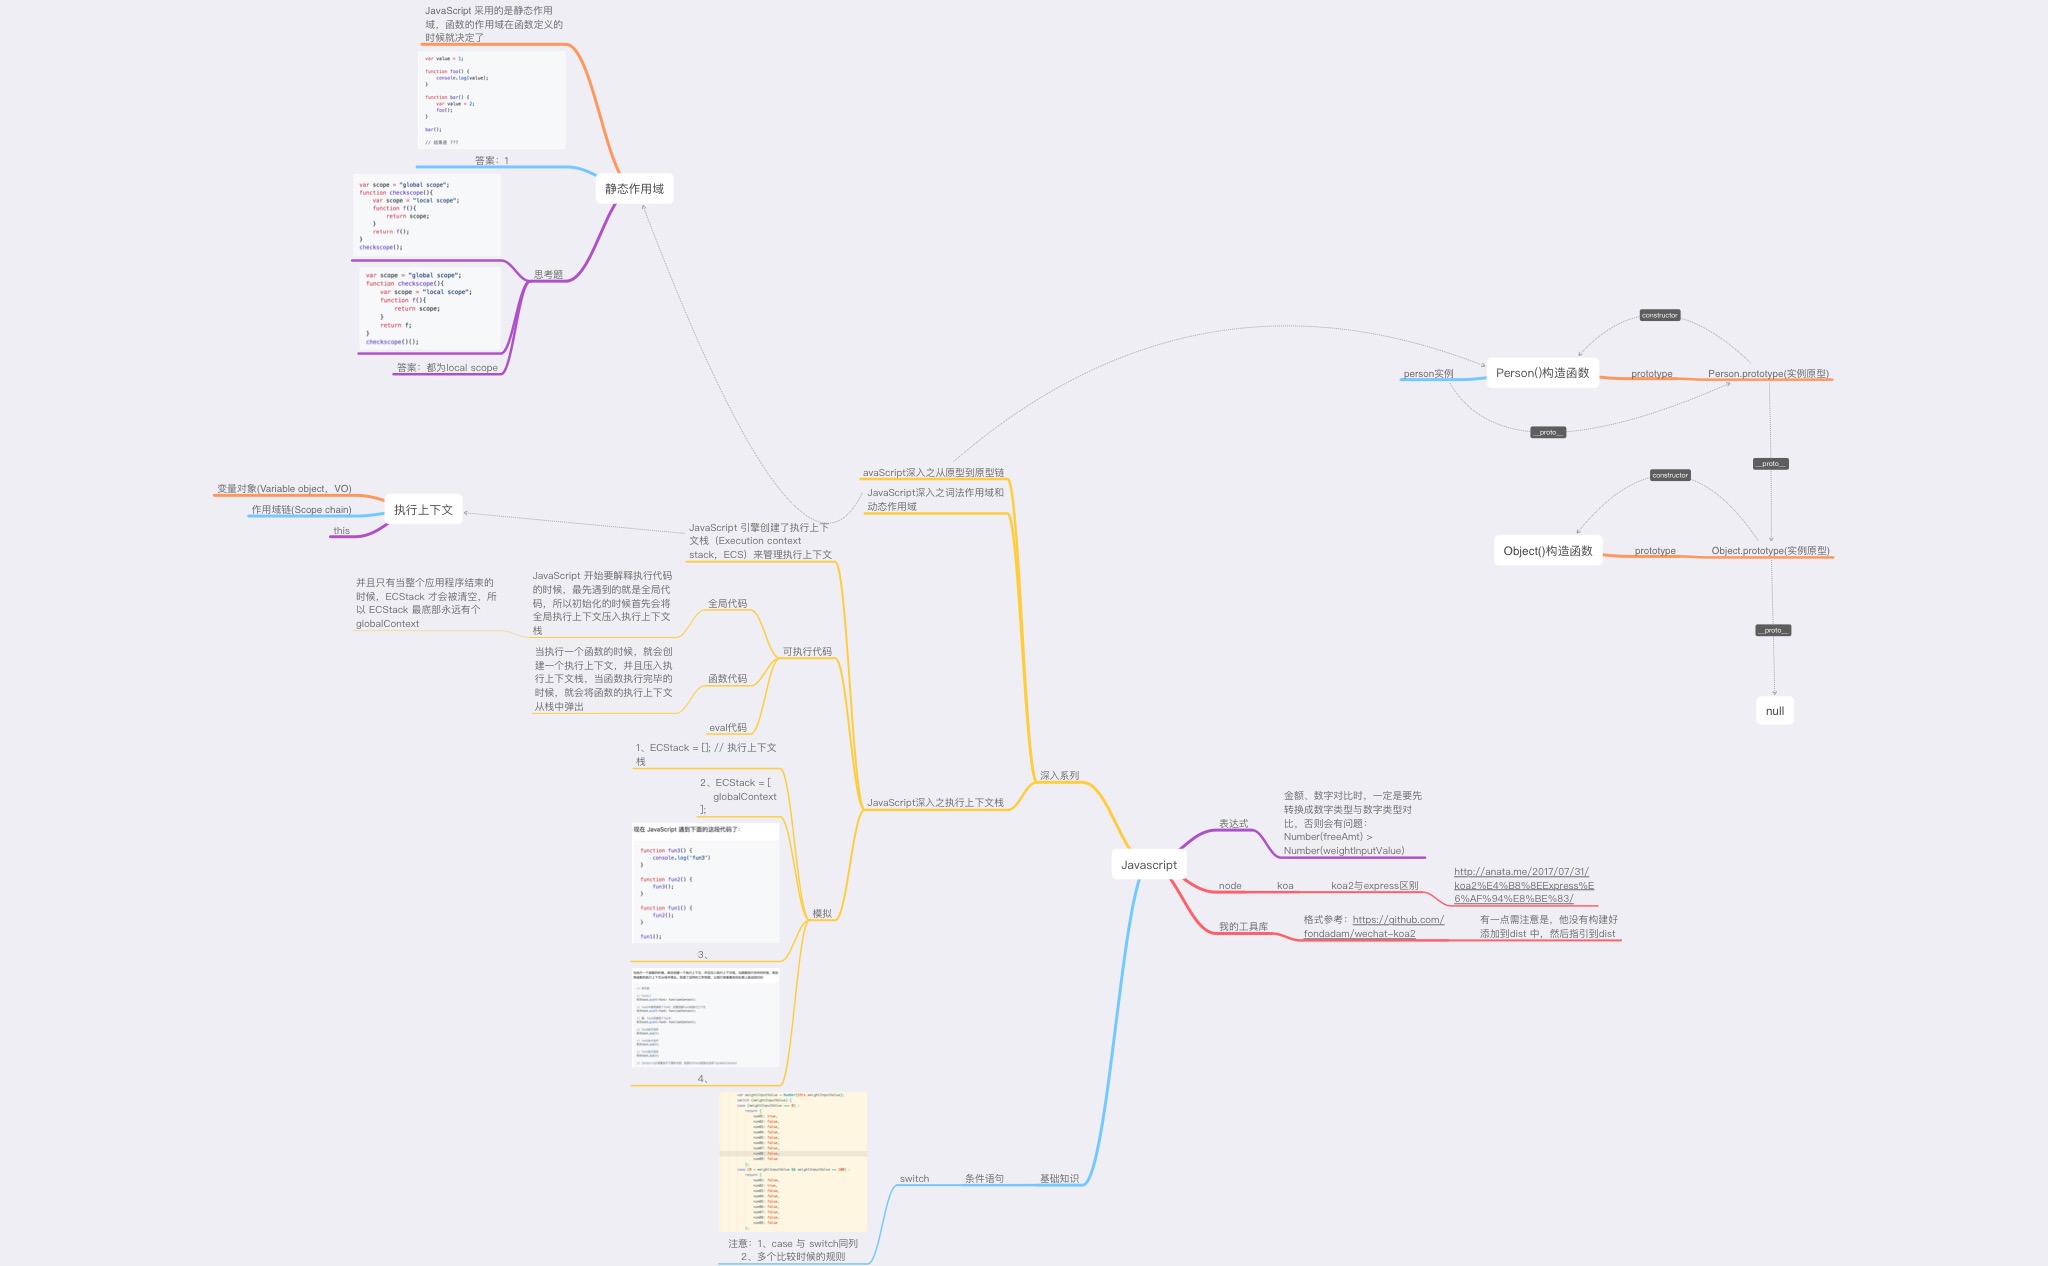 JavaScript 采用的是静态作用
域，函数的作用域在函数定义的
时候就决定了
var value = 1;
function foo() {
console.log(value);
}
function bar() {
var value = 2;
foo();
}
bar();
// 结果是 ???
答案：1
静态作用域
var scope = "global scope";
function checkscope(){
var scope = "local scope";
function f(){
return scope;
}
return f();
}
checkscope();
思考题
var scope = "global scope";
function checkscope(){
var scope = "local scope";
function f(){
return scope;
}
return f;
}
checkscope()();
答案：都为local scope
constructor
person实例
Person()构造函数
prototype
Person.prototype(实例原型)
__proto__
__proto__
constructor
Object()构造函数
prototype
Object.prototype(实例原型)
__proto__
null
变量对象(Variable object，VO)
作用域链(Scope chain)
this
执行上下文
avaScript深入之从原型到原型链
JavaScript深入之词法作用域和
动态作用域
JavaScript 引擎创建了执行上下
文栈（Execution context
stack，ECS）来管理执行上下文
并且只有当整个应用程序结束的
时候，ECStack 才会被清空，所
以 ECStack 最底部永远有个
globalContext
JavaScript 开始要解释执行代码
的时候，最先遇到的就是全局代
码，所以初始化的时候首先会将
全局执行上下文压入执行上下文
栈
全局代码
当执行一个函数的时候，就会创
建一个执行上下文，并且压入执
行上下文栈，当函数执行完毕的
时候，就会将函数的执行上下文
从栈中弹出
函数代码
eval代码
可执行代码
1、ECStack = []; // 执行上下文
栈
2、ECStack = [
globalContext
];
现在 JavaScript 遇到下面的这段代码了：
function fun3() {
console.log('fun3')
}
function fun2() {
fun3();
}
function fun1() {
fun2();
}
fun1();
3、
4、
模拟
JavaScript深入之执行上下文栈
深入系列
Javascript
表达式
金额、数字对比时，一定是要先
转换成数字类型与数字类型对
比，否则会有问题：
Number(freeAmt) >
Number(weightInputValue)
node
koa
koa2与express区别
http://anata.me/2017/07/31/
koa2%E4%B8%8EExpress%E
6%AF%94%E8%BE%83/
我的工具库
格式参考：https://github.com/
fondadam/wechat-koa2
有一点需注意是，他没有构建好
添加到dist 中，然后指引到dist
基础知识
条件语句
switch
注意：1、case 与 switch同列
2、多个比较时候的规则